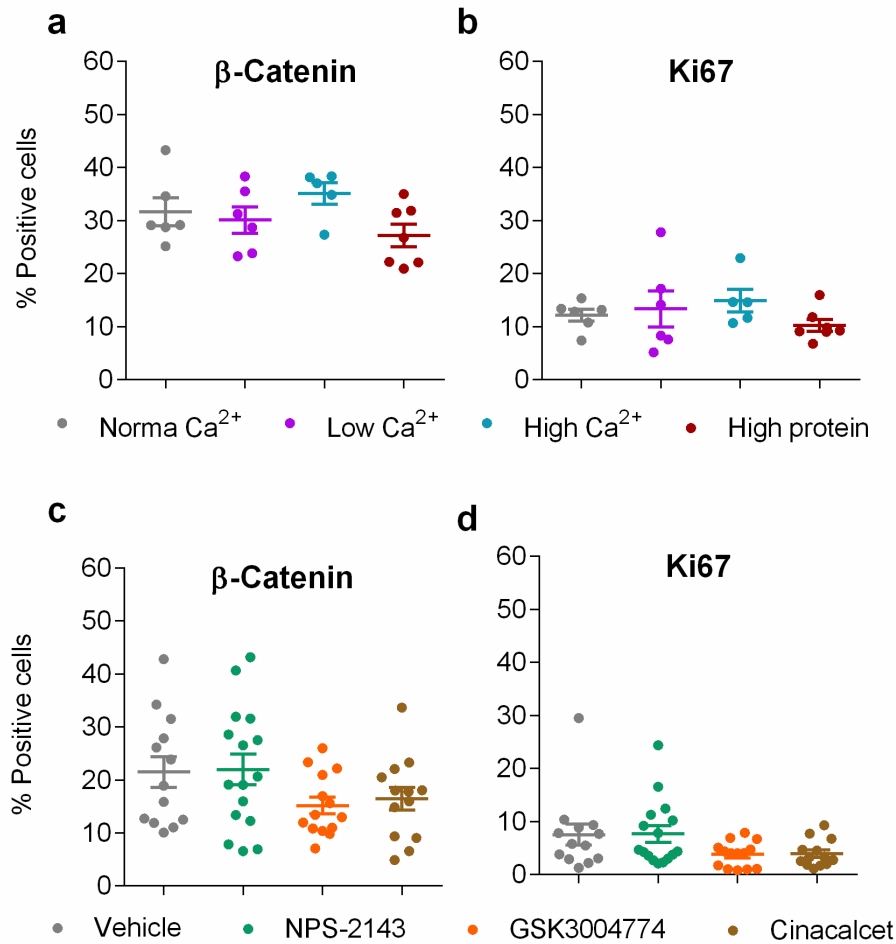 a
β-Catenin
% Positive cells
60
50
40
30
20
10
0
b
Ki67
60
50
40
30
20
10
0
Norma Ca²⁺ Low Ca²⁺ High Ca²⁺ High protein
c
β-Catenin
% Positive cells
60
50
40
30
20
10
0
d
Ki67
60
50
40
30
20
10
0
Vehicle NPS-2143 GSK3004774 Cinacalcet